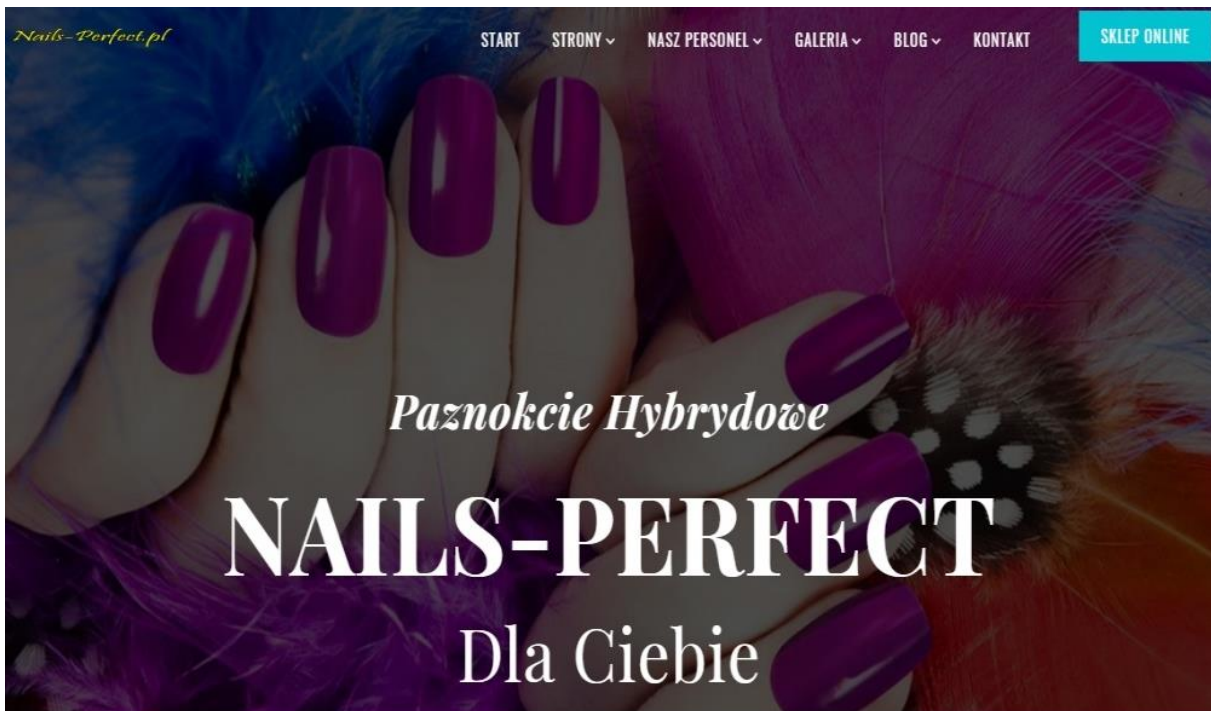 Nails-Perfect.pl
START STRONY NASZ PERSONEL GALERIA BLOG KONTAKT SKLEP ONLINE
Paznokcie Hybrydowe
NAILS-PERFECT
Dla Ciebie